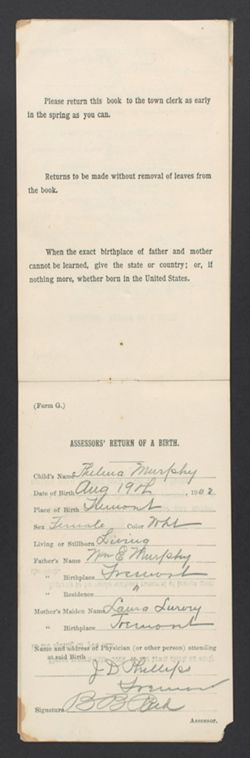 Please return this book to the town clerk as early
in the spring as you can.
Returns to be made without removal of leaves from
the book.
When the exact birthplace of father and mother
cannot be learned, give the state or country; or, if
nothing more, whether born in the United States.
(Form G.)
ASSESSORS' RETURN OF A BIRTH.
Child's Name Thelma Murphy
Date of Birth Aug 19th, 1902
Place of Birth Tremont
Sex Female Color Wht
Living or Stillborn Living
Father's Name Wm E Murphy
" Birthplace Tremont
" Residence "
Mother's Maiden Name Laura
" Birthplace Tremont
Name and address of Physician (or other person) attending
at said Birth
J. D. Phillips
Tremont
Signature B B
Assessor.